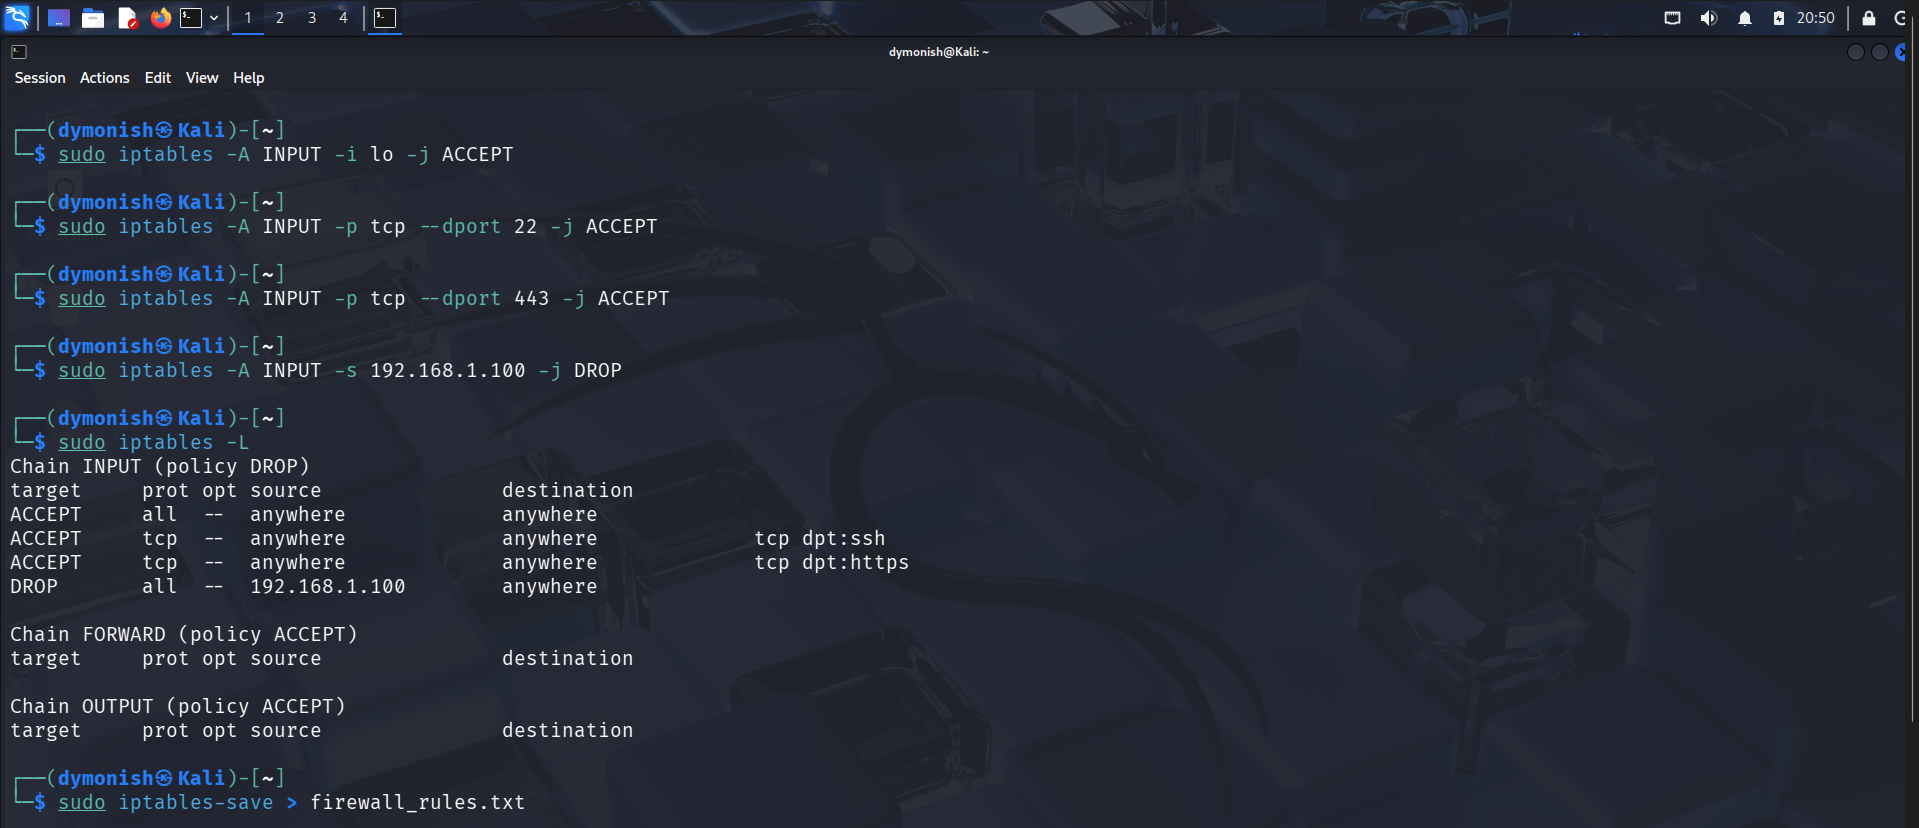 1 2 3 4 20:50
dymonish@Kali: ~
Session Actions Edit View Help
┌──(dymonish㉿Kali)-[~]
└─$ sudo iptables -A INPUT -i lo -j ACCEPT
┌──(dymonish㉿Kali)-[~]
└─$ sudo iptables -A INPUT -p tcp --dport 22 -j ACCEPT
┌──(dymonish㉿Kali)-[~]
└─$ sudo iptables -A INPUT -p tcp --dport 443 -j ACCEPT
┌──(dymonish㉿Kali)-[~]
└─$ sudo iptables -A INPUT -s 192.168.1.100 -j DROP
┌──(dymonish㉿Kali)-[~]
└─$ sudo iptables -L
Chain INPUT (policy DROP)
target     prot opt source               destination
ACCEPT     all  --  anywhere             anywhere
ACCEPT     tcp  --  anywhere             anywhere             tcp dpt:ssh
ACCEPT     tcp  --  anywhere             anywhere             tcp dpt:https
DROP       all  --  192.168.1.100        anywhere
Chain FORWARD (policy ACCEPT)
target     prot opt source               destination
Chain OUTPUT (policy ACCEPT)
target     prot opt source               destination
┌──(dymonish㉿Kali)-[~]
└─$ sudo iptables-save > firewall_rules.txt